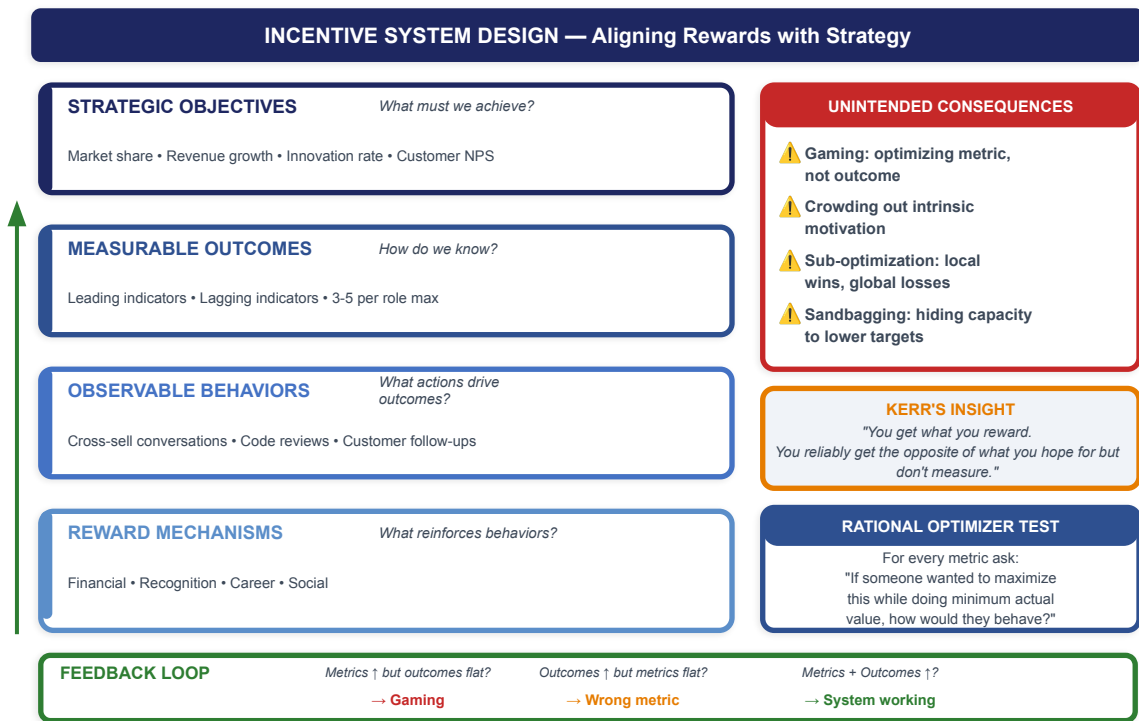 INCENTIVE SYSTEM DESIGN — Aligning Rewards with Strategy
STRATEGIC OBJECTIVES
What must we achieve?
Market share • Revenue growth • Innovation rate • Customer NPS
MEASURABLE OUTCOMES
How do we know?
Leading indicators • Lagging indicators • 3-5 per role max
OBSERVABLE BEHAVIORS
What actions drive
outcomes?
Cross-sell conversations • Code reviews • Customer follow-ups
REWARD MECHANISMS
What reinforces behaviors?
Financial • Recognition • Career • Social
UNINTENDED CONSEQUENCES
⚠️ Gaming: optimizing metric,
not outcome
⚠️ Crowding out intrinsic
motivation
⚠️ Sub-optimization: local
wins, global losses
⚠️ Sandbagging: hiding capacity
to lower targets
KERR'S INSIGHT
"You get what you reward.
You reliably get the opposite of what you hope for but
don't measure."
RATIONAL OPTIMIZER TEST
For every metric ask:
"If someone wanted to maximize
this while doing minimum actual
value, how would they behave?"
FEEDBACK LOOP
Metrics ↑ but outcomes flat?
→ Gaming
Outcomes ↑ but metrics flat?
→ Wrong metric
Metrics + Outcomes ↑?
→ System working